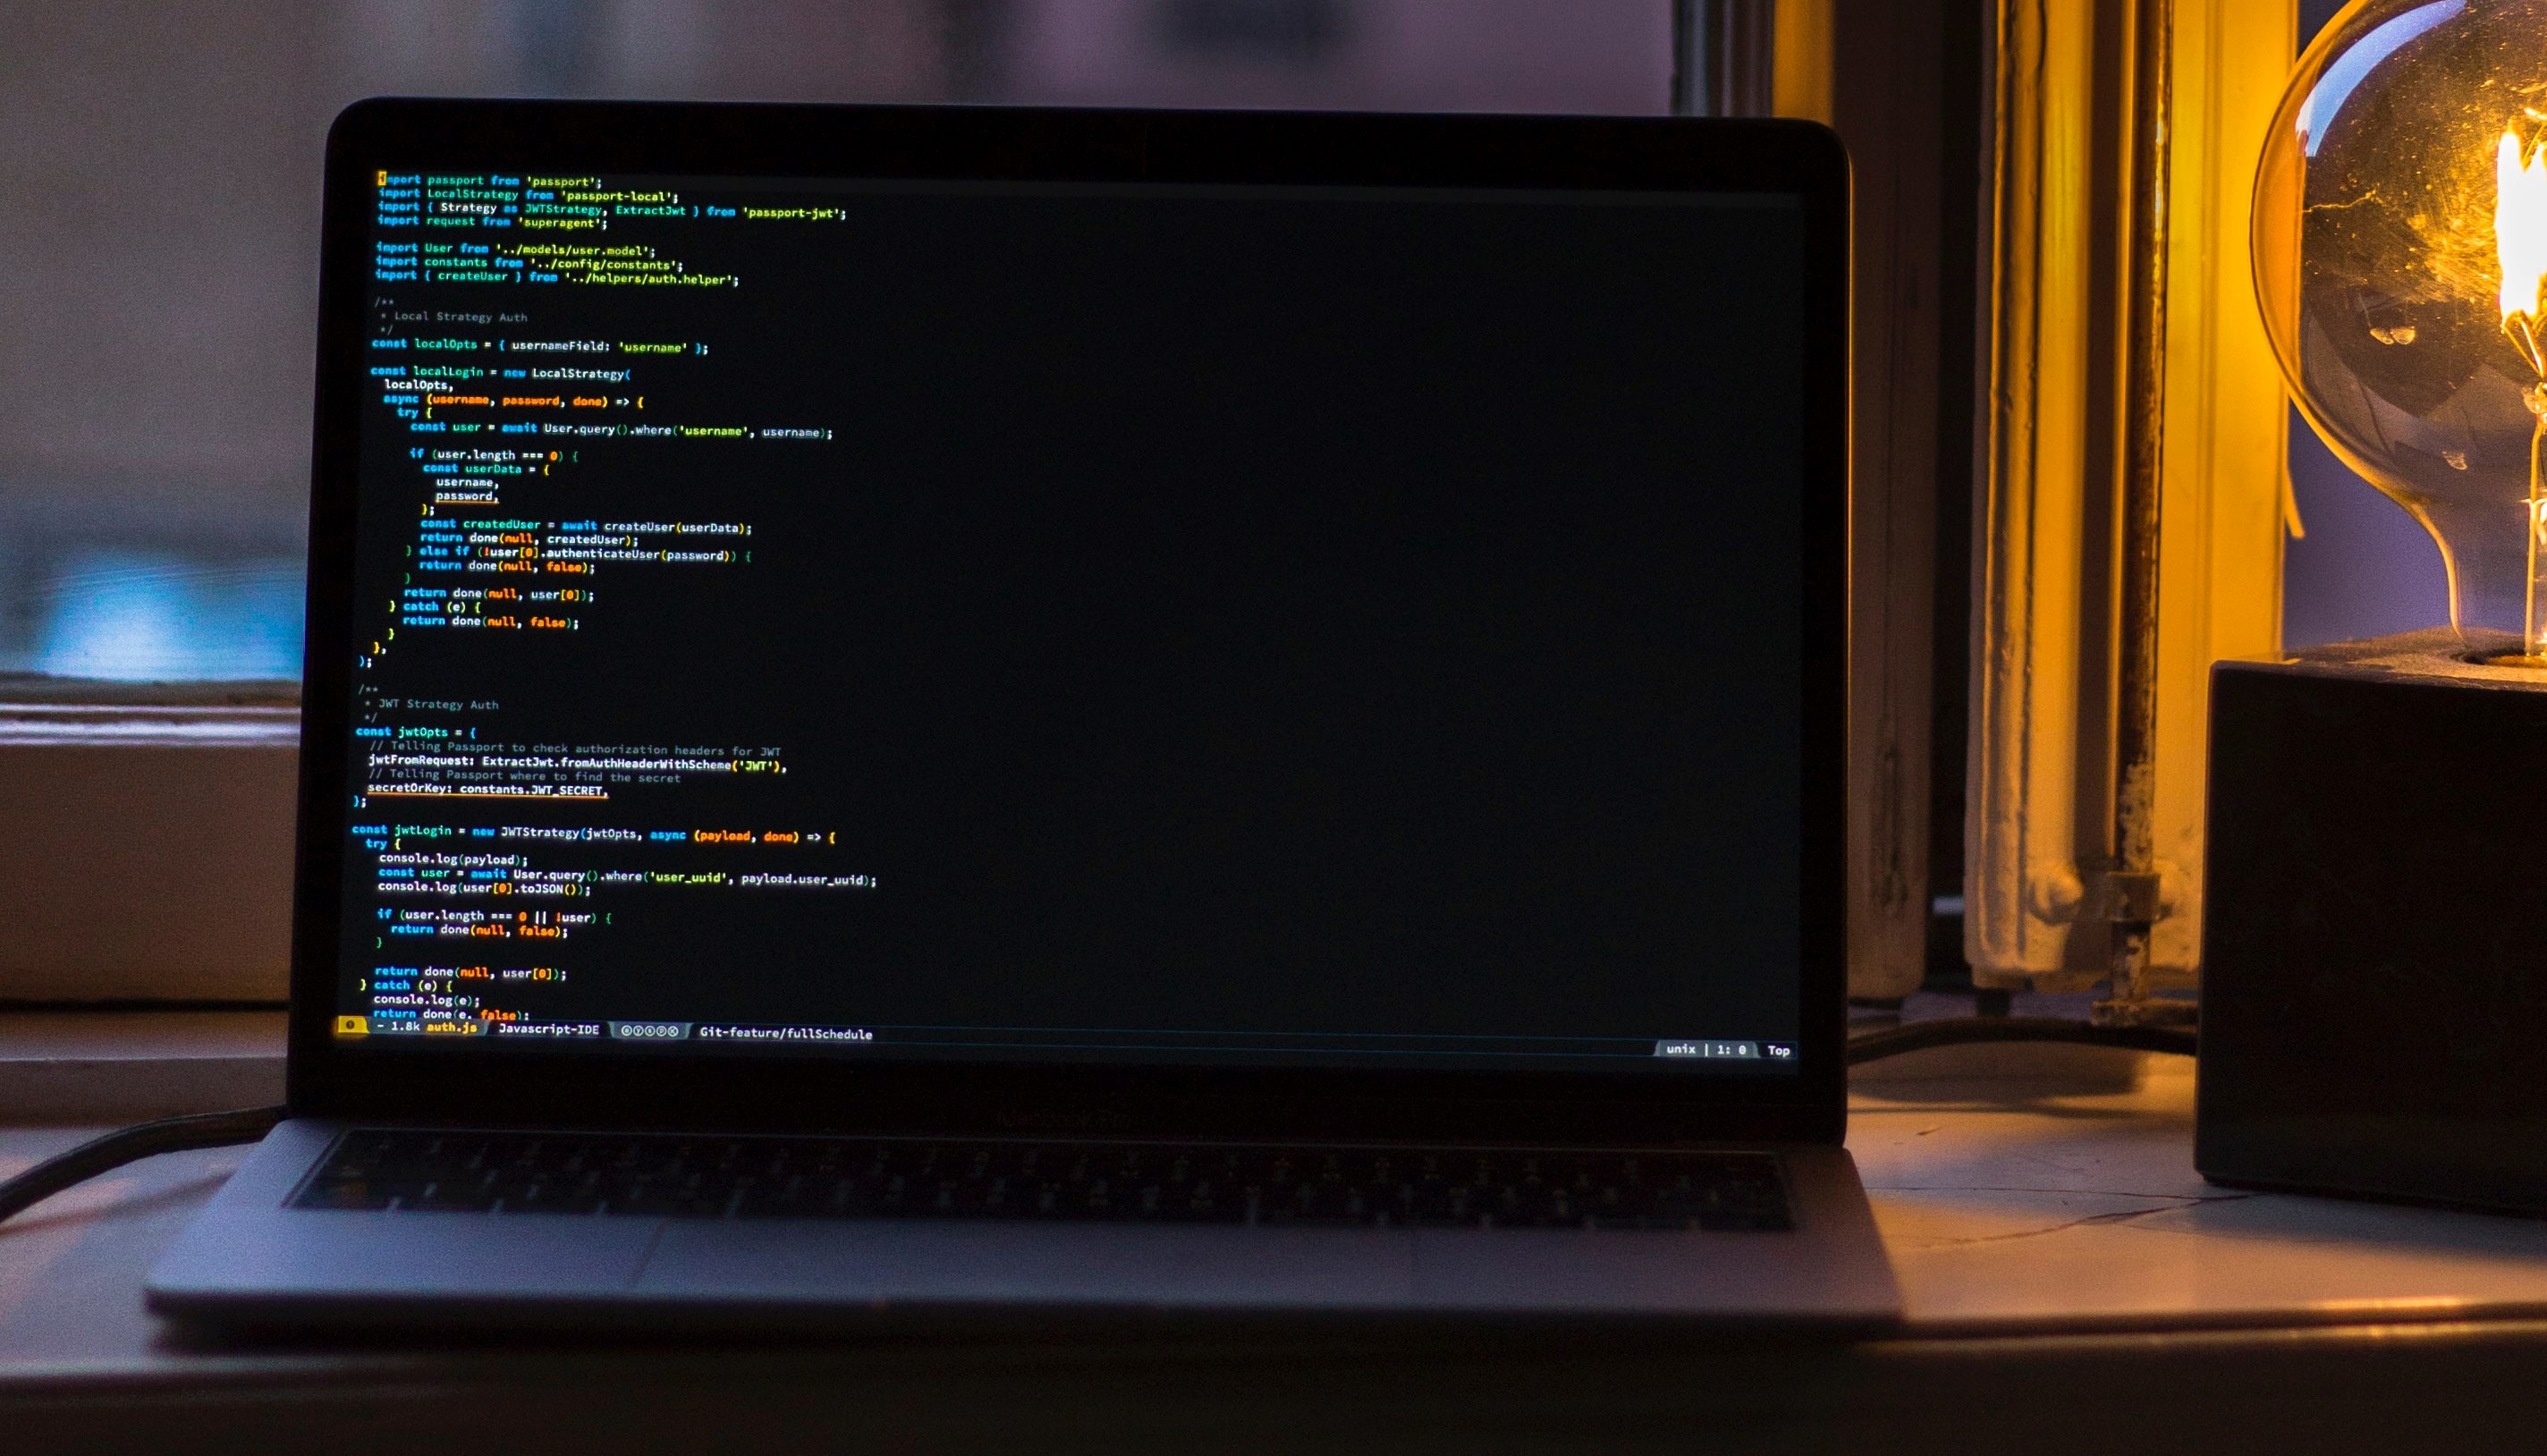 import passport from 'passport';
import LocalStrategy from 'passport-local';
import { Strategy as JWTStrategy, ExtractJwt } from 'passport-jwt';
import request from 'superagent';
import User from '../models/user.model';
import constants from '../config/constants';
import { createUser } from '../helpers/auth.helper';
/**
* Local Strategy Auth
*/
const localOpts = { usernameField: 'username' };
const localLogin = new LocalStrategy(
localOpts,
async (username, password, done) => {
try {
const user = await User.query().where('username', username);
if (user.length === 0) {
const userData = {
username,
password,
};
const createdUser = await createUser(userData);
return done(null, createdUser);
} else if (!user[0].authenticateUser(password)) {
return done(null, false);
}
return done(null, user[0]);
} catch (e) {
return done(null, false);
}
},
);
/**
* JWT Strategy Auth
*/
const jwtOpts = {
// Telling Passport to check authorization headers for JWT
jwtFromRequest: ExtractJwt.fromAuthHeaderWithScheme('JWT'),
// Telling Passport where to find the secret
secretOrKey: constants.JWT_SECRET,
};
const jwtLogin = new JWTStrategy(jwtOpts, async (payload, done) => {
try {
console.log(payload);
const user = await User.query().where('user_uuid', payload.user_uuid);
console.log(user[0].toJSON());
if (user.length === 0 || !user) {
return done(null, false);
}
return done(null, user[0]);
} catch (e) {
console.log(e);
return done(e, false);
- 1.8k auth.js Javascript-IDE Git-feature/fullSchedule unix | 1: 0 Top